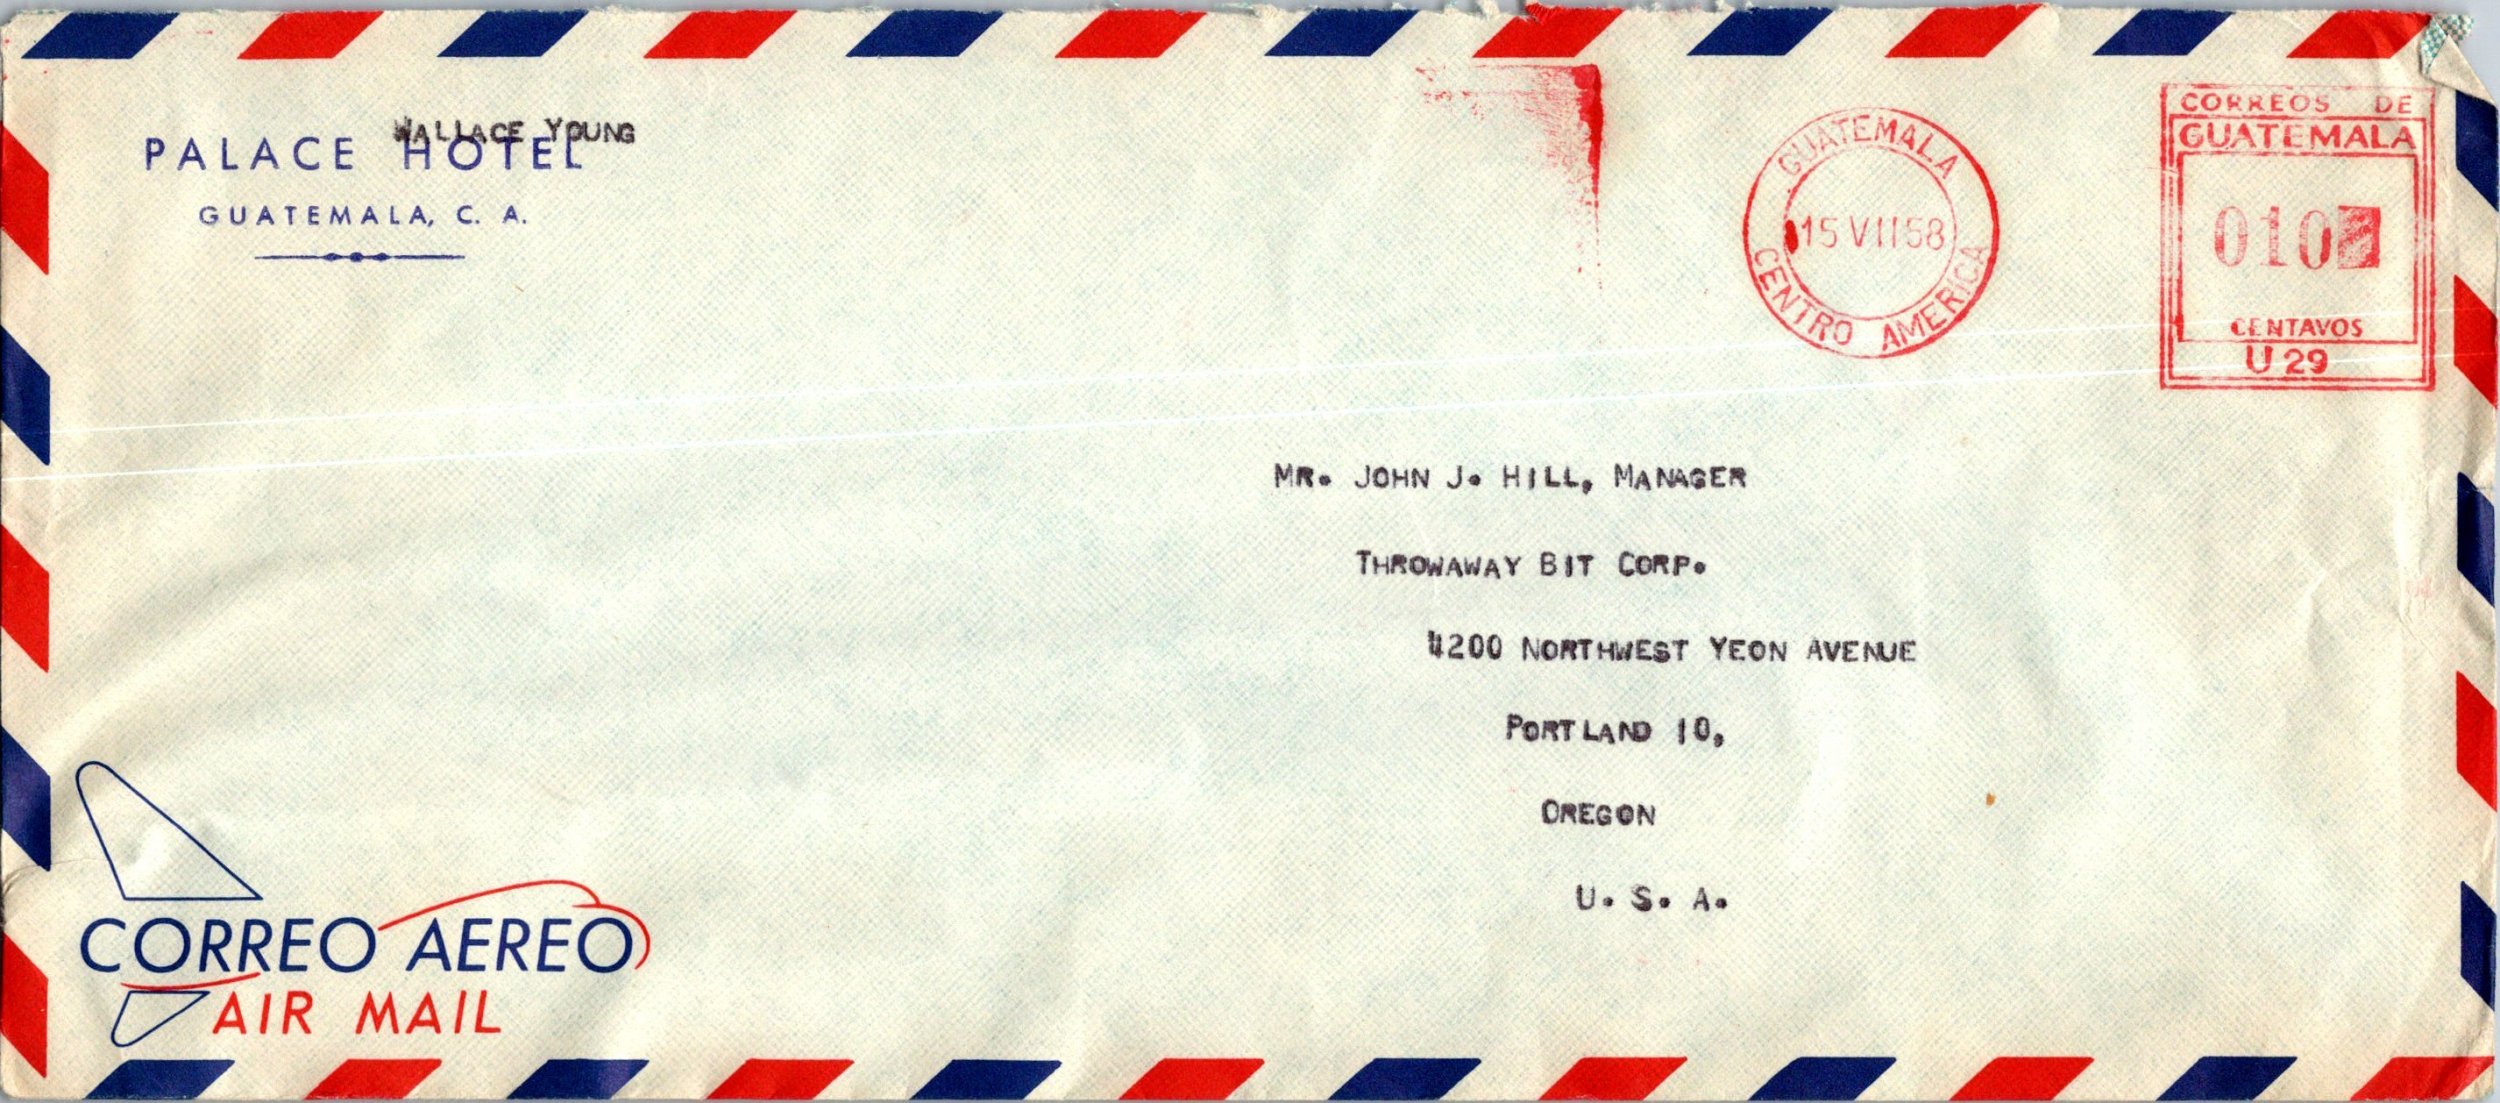 WALLACE YOUNG
PALACE HOTEL
GUATEMALA, C. A.
GUATEMALA
15 VII 58
CENTRO AMERICA
CORREOS DE
GUATEMALA
010
CENTAVOS
U 29
MR. JOHN J. HILL, MANAGER
THROWAWAY BIT CORP.
4200 NORTHWEST YEON AVENUE
PORTLAND 10,
OREGON
U. S. A.
CORREO AEREO
AIR MAIL